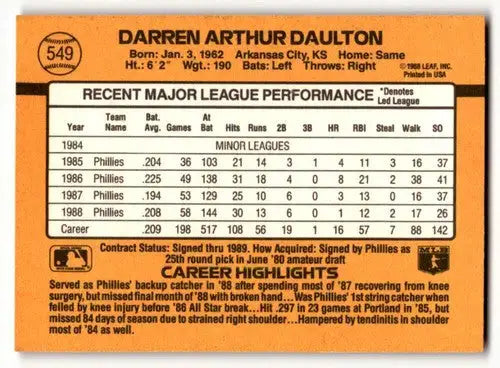 549
DARREN ARTHUR DAULTON
Born: Jan. 3, 1962 Arkansas City, KS Home: Same
Ht.: 6'2" Wgt.: 190 Bats: Left Throws: Right
©1988 LEAF, INC.
Printed in USA
RECENT MAJOR LEAGUE PERFORMANCE *Denotes Led League
Year Team Name Bat. Avg. Games At Bat Hits Runs 2B 3B HR RBI Steal Walk SO
1984 MINOR LEAGUES
1985 Phillies .204 36 103 21 14 3 1 4 11 3 16 37
1986 Phillies .225 49 138 31 18 4 0 8 21 2 38 41
1987 Phillies .194 53 129 25 10 6 0 3 13 0 16 37
1988 Phillies .208 58 144 30 13 6 0 1 12 2 17 26
Career .209 198 517 108 56 19 1 16 57 7 88 142
Contract Status: Signed thru 1989. How Acquired: Signed by Phillies as
25th round pick in June '80 amateur draft
CAREER HIGHLIGHTS
Served as Phillies' backup catcher in '88 after spending most of '87 recovering from knee
surgery, but missed final month of '88 with broken hand...Was Phillies' 1st string catcher when
felled by knee injury before '86 All Star break...Hit .297 in 23 games at Portland in '85, but
missed 84 days of season due to strained right shoulder...Hampered by tendinitis in shoulder
most of '84 as well.